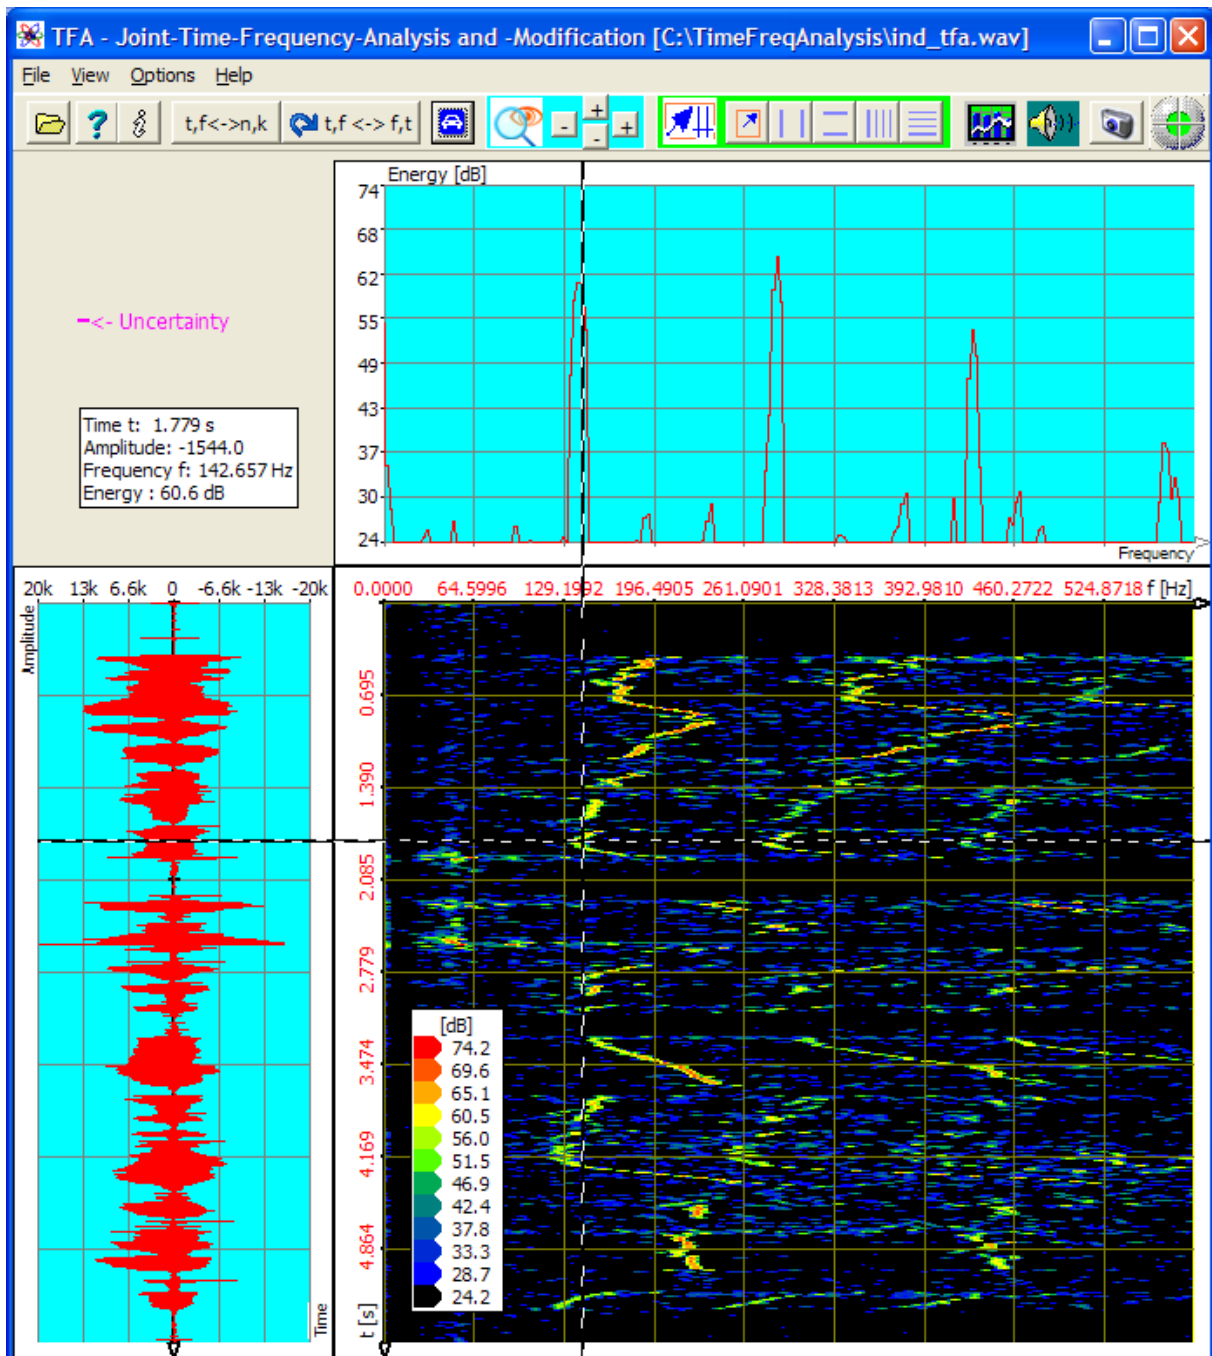 TFA - Joint-Time-Frequency-Analysis and -Modification [C:\TimeFreqAnalysis\ind_tfa.wav]
File View Options Help
t,f<->n,k t,f <-> f,t - + - +
Energy [dB]
74
68
62
55
49
43
37
30
24
Frequency
<- Uncertainty
Time t: 1.779 s
Amplitude: -1544.0
Frequency f: 142.657 Hz
Energy : 60.6 dB
20k 13k 6.6k 0 -6.6k -13k -20k
Amplitude
Time
0.0000 64.5996 129.1992 196.4905 261.0901 328.3813 392.9810 460.2722 524.8718 f [Hz]
0.695
1.390
2.085
2.779
3.474
4.169
4.864
t [s]
[dB]
74.2
69.6
65.1
60.5
56.0
51.5
46.9
42.4
37.8
33.3
28.7
24.2